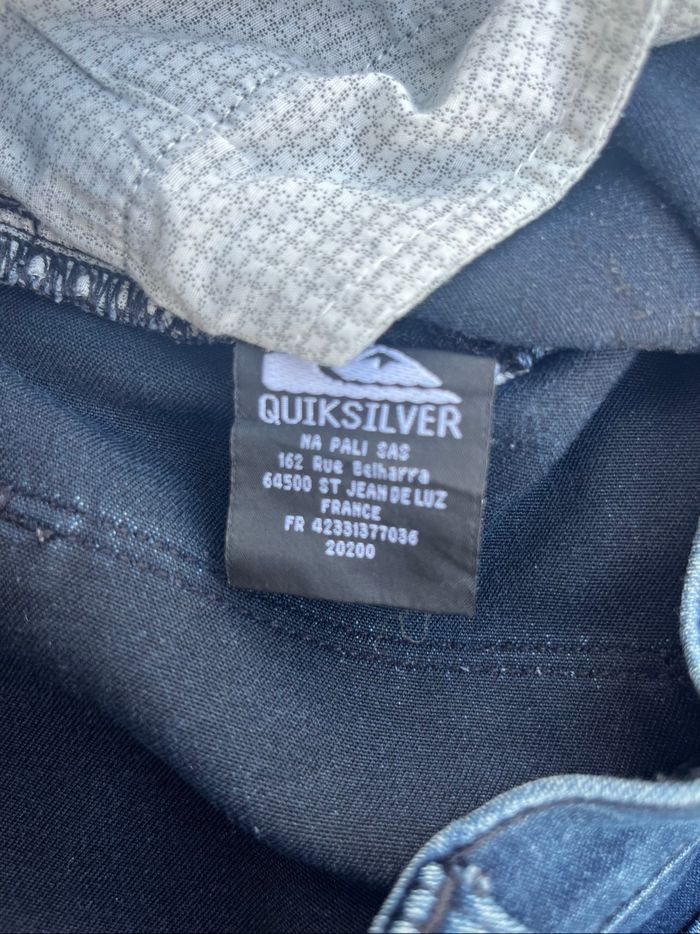 QUIKSILVER
NA PALI SAS
162 Rue Belharra
64500 ST JEAN DE LUZ
FRANCE
FR 42331377036
20200